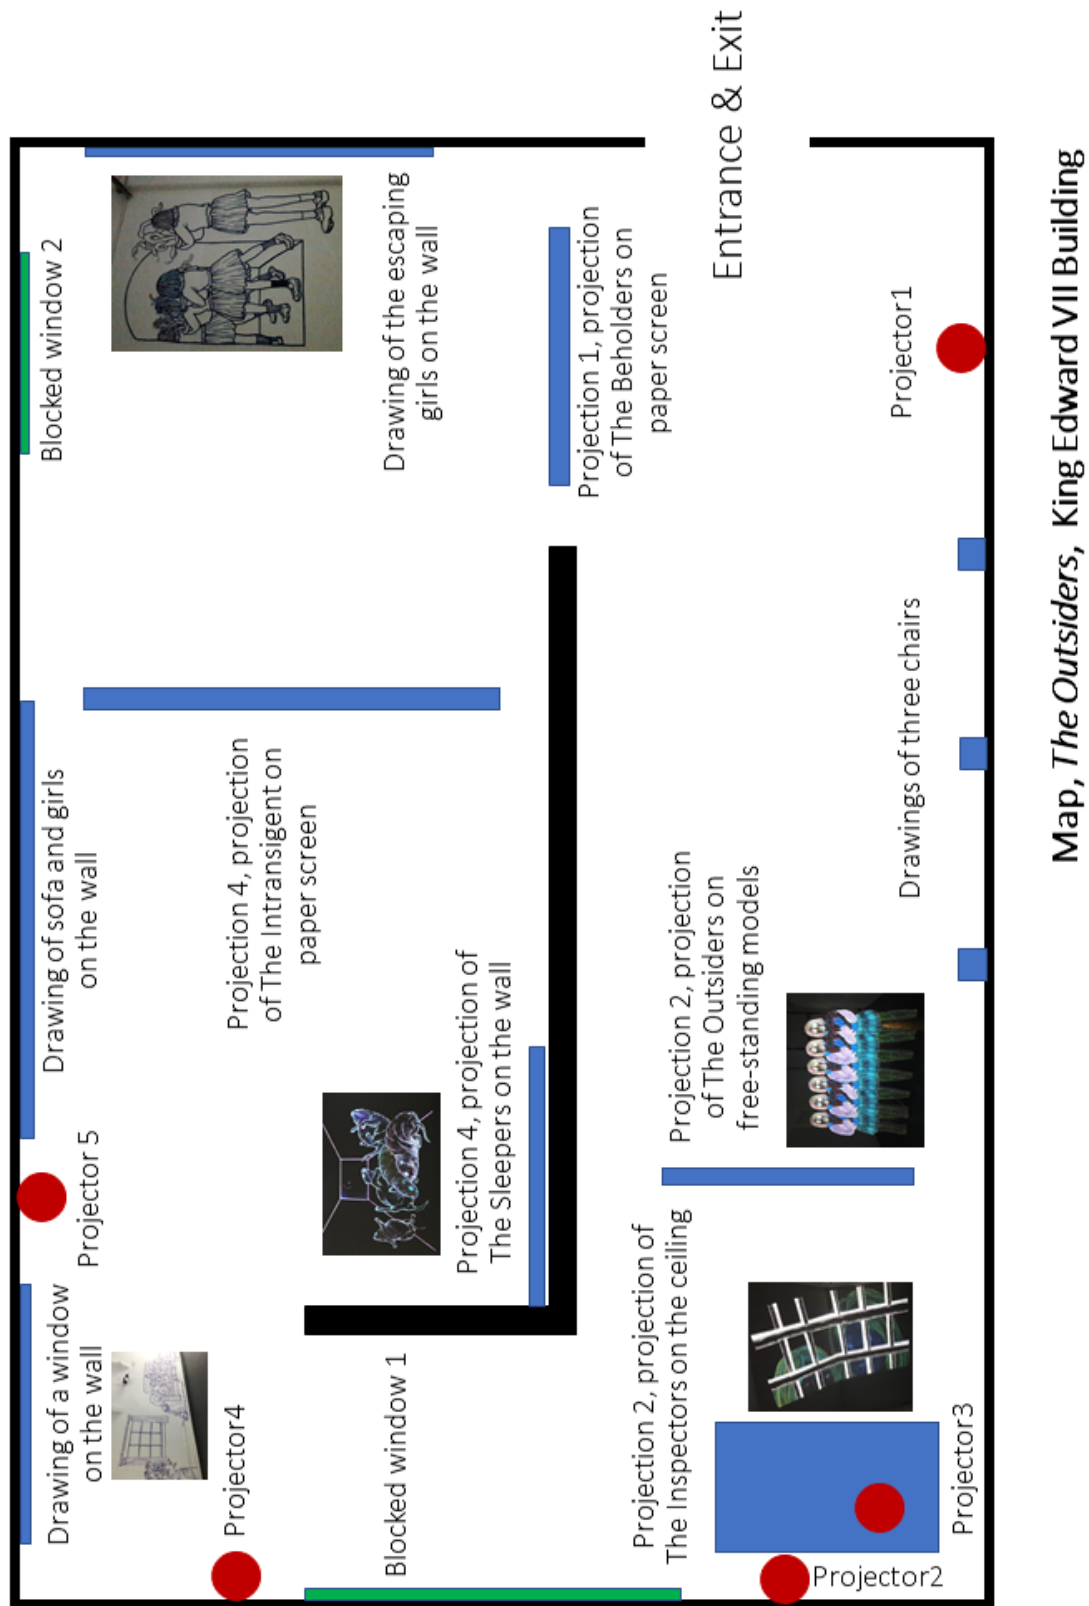 Drawing of a window
on the wall
Projector 5
Drawing of sofa and girls
on the wall
Blocked window 2
Projector4
Projection 4, projection
of The Intransigent on
paper screen
Drawing of the escaping
girls on the wall
Blocked window 1
Projection 4, projection of
The Sleepers on the wall
Projection 1, projection
of The Beholders on
paper screen
Entrance & Exit
Projection 2, projection of
The Inspectors on the ceiling
Projection 2, projection
of The Outsiders on
free-standing models
Projector2
Projector3
Drawings of three chairs
Projector1
Map, The Outsiders, King Edward VII Building